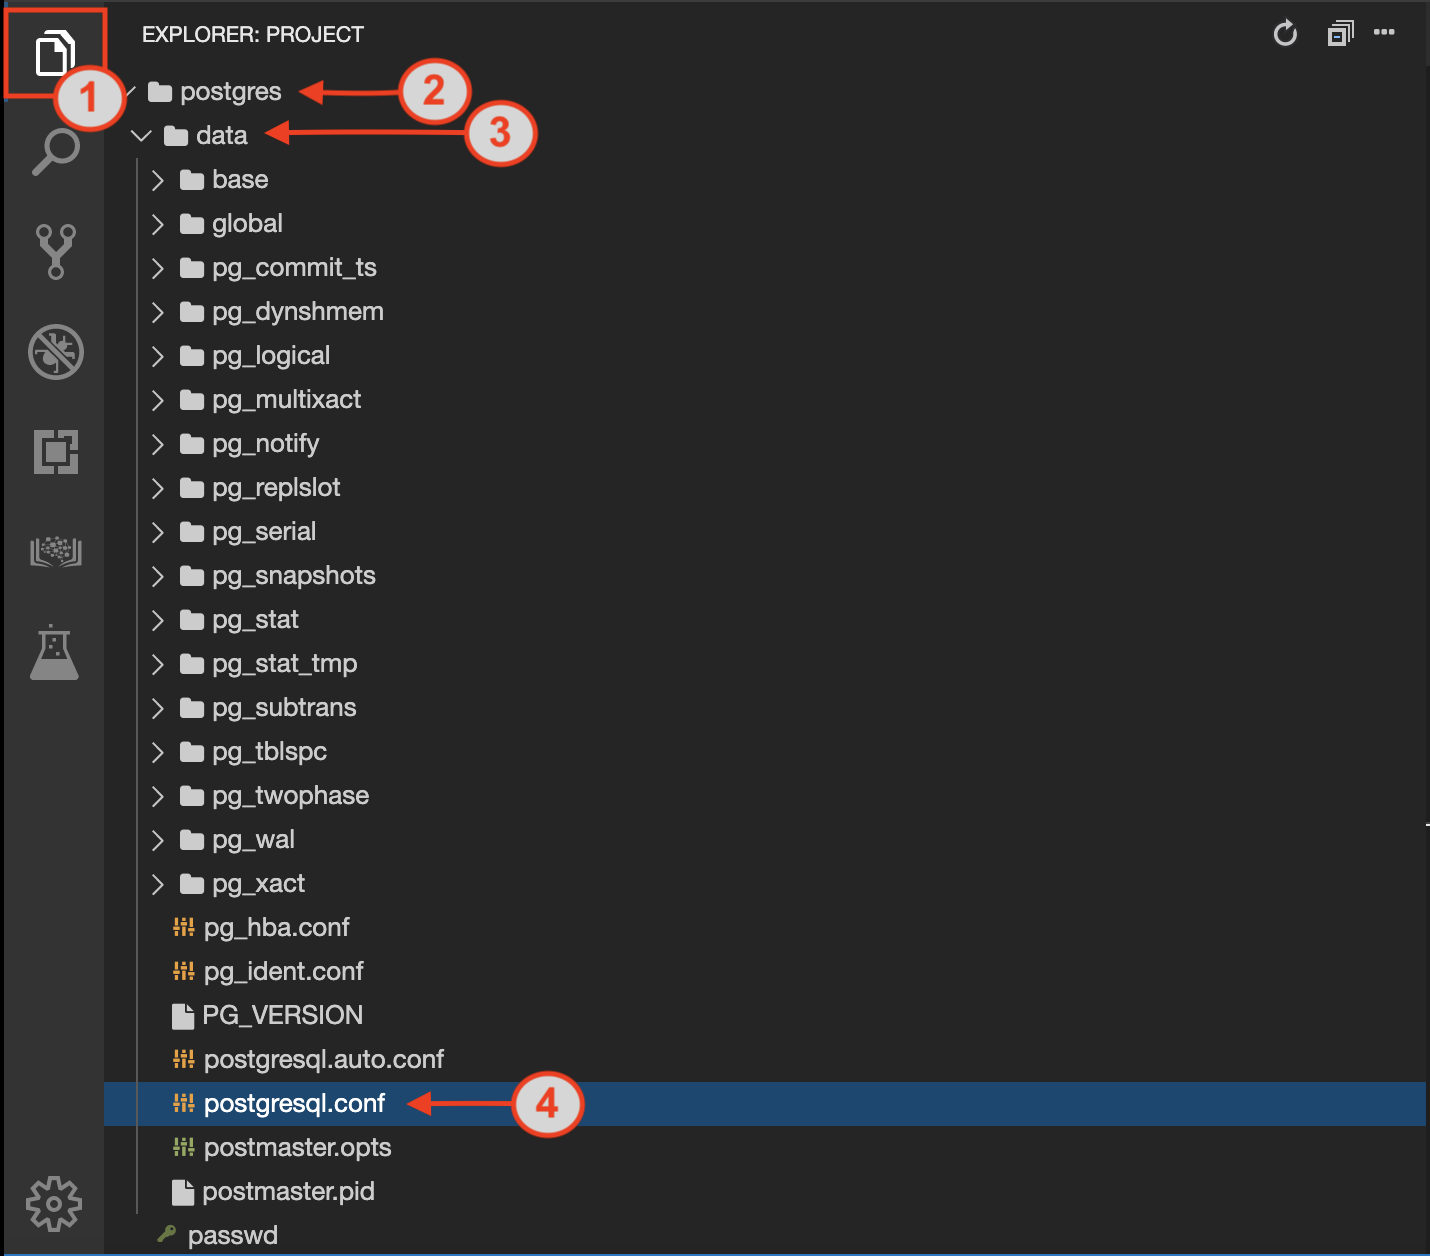 EXPLORER: PROJECT
1
postgres
2
data
3
base
global
pg_commit_ts
pg_dynshmem
pg_logical
pg_multixact
pg_notify
pg_replslot
pg_serial
pg_snapshots
pg_stat
pg_stat_tmp
pg_subtrans
pg_tblspc
pg_twophase
pg_wal
pg_xact
pg_hba.conf
pg_ident.conf
PG_VERSION
postgresql.auto.conf
postgresql.conf
4
postmaster.opts
postmaster.pid
passwd